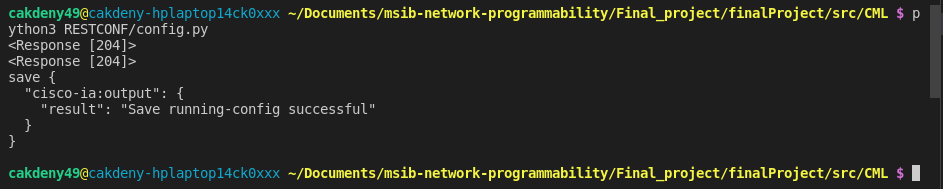 cakdeny49@cakdeny-hplaptop14ck0xxx ~/Documents/msib-network-programmability/Final_project/finalProject/src/CML $ p
ython3 RESTCONF/config.py
<Response [204]>
<Response [204]>
save {
  "cisco-ia:output": {
    "result": "Save running-config successful"
  }
}

cakdeny49@cakdeny-hplaptop14ck0xxx ~/Documents/msib-network-programmability/Final_project/finalProject/src/CML $